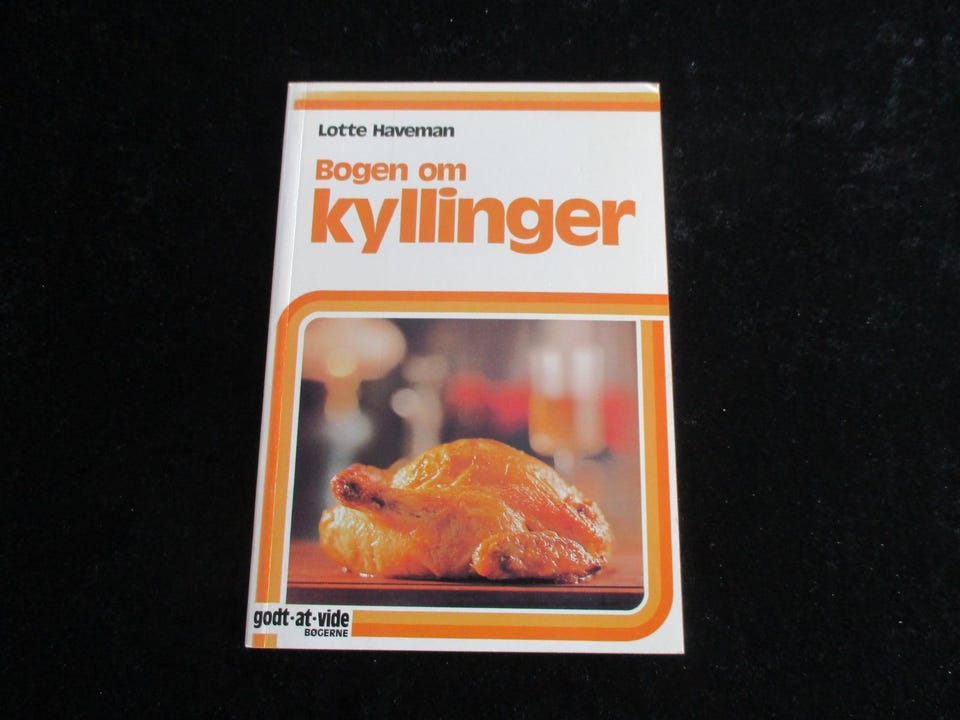 Lotte Haveman
Bogen om
kyllinger
godt-at-vide
BØGERNE